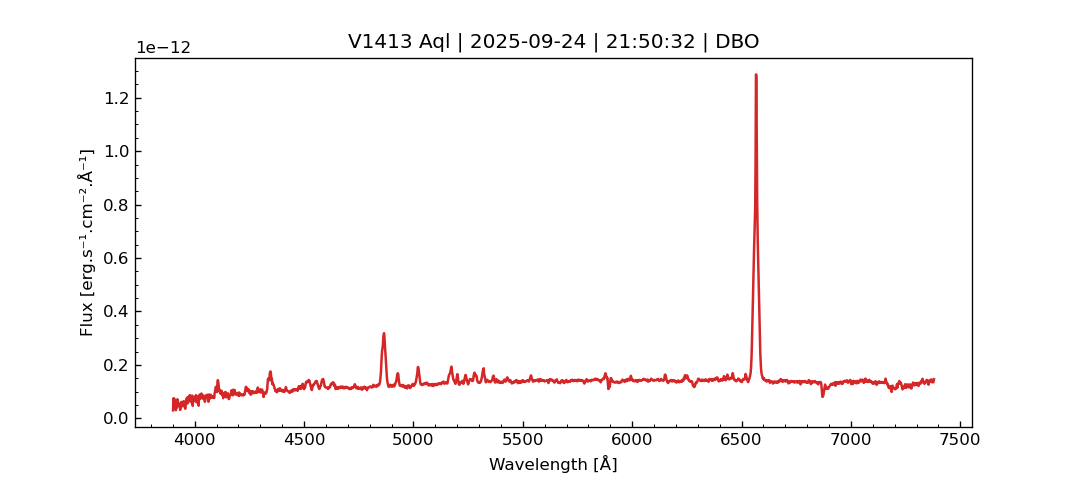 V1413 Aql | 2025-09-24 | 21:50:32 | DBO
1e−12
1.2
1.0
0.8
0.6
0.4
0.2
0.0
Flux [erg.s⁻¹.cm⁻².Å⁻¹]
4000 4500 5000 5500 6000 6500 7000 7500
Wavelength [Å]